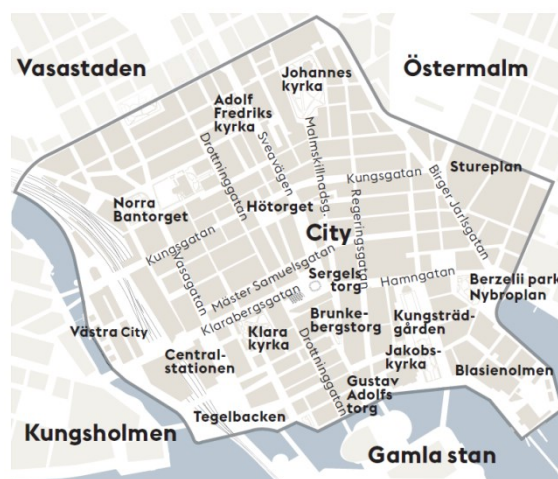 Vasastaden
Östermalm
Johannes
kyrka
Adolf
Fredriks
kyrka
Drottninggatan
Sveavägen
Malmskillnadsg.
Kungsgatan
Birger Jarlsgatan
Stureplan
Norra
Bantorget
Hötorget
Regeringsgatan
Kungsgatan
Vasagatan
City
Mäster Samuelsgatan
Sergels
torg
Hamngatan
Berzelii park
Nybroplan
Klarabergsgatan
Västra City
Klara
kyrka
Brunke-
bergstorg
Kungsträd-
gården
Central-
stationen
Drottninggatan
Jakobs-
kyrka
Blasienolmen
Gustav
Adolfs
torg
Tegelbacken
Kungsholmen
Gamla stan